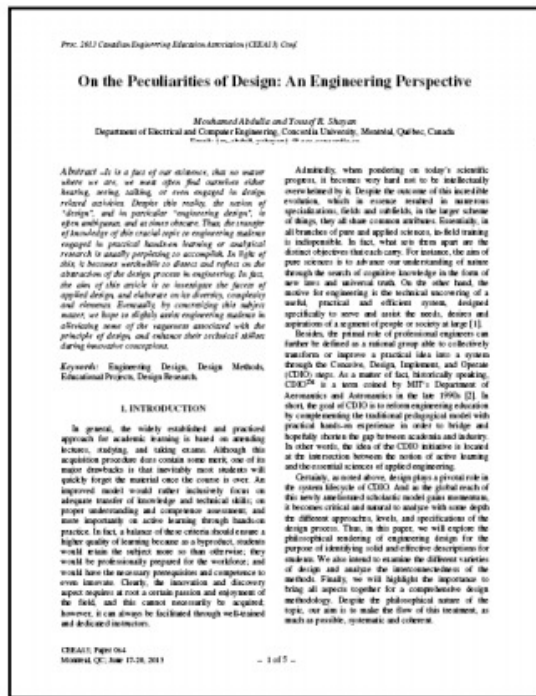 Proc. 2013 Canadian Engineering Education Association (CEEA13) Conf.
On the Peculiarities of Design: An Engineering Perspective
Mouhamed Abdulla and Yousef R. Shayan
Department of Electrical and Computer Engineering, Concordia University, Montréal, Québec, Canada
Abstract –It is a fact of our existence, that no matter
where we are, we most often find ourselves either
hearing, seeing, talking, or even engaged in design
related activities. Despite this reality, the notion of
"design", and in particular "engineering design", is
often ambiguous, and at times obscure. Thus, the transfer
of knowledge of this crucial topic to engineering students
engaged in practical hands-on learning or analytical
research is usually perplexing to accomplish. In light of
this, it becomes worthwhile to dissect and reflect on the
abstraction of the design process in engineering. In fact,
the aim of this article is to investigate the facets of
applied design, and elaborate on its diversity, complexity
and elements. Eventually, by concretizing this subject
matter, we hope to slightly assist engineering students in
alleviating some of the vagueness associated with the
principle of design, and enhance their technical skillset
during innovative conceptions.
Keywords: Engineering Design, Design Methods,
Educational Projects, Design Research.
1. INTRODUCTION
In general, the widely established and practiced
approach for academic learning is based on attending
lectures, studying, and taking exams. Although this
acquisition procedure does contain some merit, one of its
major drawbacks is that inevitably most students will
quickly forget the material once the course is over. An
improved model would rather inclusively focus on
adequate transfer of knowledge and technical skills; on
proper understanding and competence assessment; and
more importantly on active learning through hands-on
practice. In fact, a balance of these criteria should ensure a
higher quality of learning because as a byproduct, students
would retain the subject more so than otherwise; they
would be professionally prepared for the workforce; and
would have the necessary prerequisites and competence to
even innovate. Clearly, the innovation and discovery
aspect requires at root a certain passion and enjoyment of
the field, and this cannot necessarily be acquired;
however, it can always be facilitated through well-trained
and dedicated instructors.
Admittedly, when pondering on today's scientific
progress, it becomes very hard not to be intellectually
overwhelmed by it. Despite the outcome of this incredible
evolution, which in essence resulted in numerous
specializations, fields and subfields, in the larger scheme
of things, they all share common attributes. Essentially, in
all branches of pure and applied sciences, in-field training
is indispensible. In fact, what sets them apart are the
distinct objectives that each carry. For instance, the aim of
pure sciences is to advance our understanding of nature
through the search of cognitive knowledge in the form of
new laws and universal truth. On the other hand, the
motive for engineering is the technical uncovering of a
useful, practical and efficient system, designed
specifically to serve and assist the needs, desires and
aspirations of a segment of people or society at large [1].
Besides, the primal role of professional engineers can
further be defined as a rational group able to collectively
transform or improve a practical idea into a system
through the Conceive, Design, Implement, and Operate
(CDIO) steps. As a matter of fact, historically speaking,
CDIO™ is a term coined by MIT's Department of
Aeronautics and Astronautics in the late 1990s [2]. In
short, the goal of CDIO is to reform engineering education
by complementing the traditional pedagogical model with
practical hands-on experience in order to bridge and
hopefully shorten the gap between academia and industry.
In other words, the idea of the CDIO initiative is located
at the intersection between the notion of active learning
and the essential sciences of applied engineering.
Certainly, as noted above, design plays a pivotal role in
the system lifecycle of CDIO. And as the global reach of
this newly ameliorated scholastic model gains momentum,
it becomes critical and natural to analyze with some depth
the different approaches, levels, and specifications of the
design process. Thus, in this paper, we will explore the
philosophical rendering of engineering design for the
purpose of identifying solid and effective descriptions for
students. We also intend to examine the different varieties
of design and analyze the interconnectedness of the
methods. Finally, we will highlight the importance to
bring all aspects together for a comprehensive design
methodology. Despite the philosophical nature of the
topic, our aim is to make the flow of this treatment, as
much as possible, systematic and coherent.
CEEA13; Paper 064
Montreal, QC; June 17-20, 2013
– 1 of 5 –